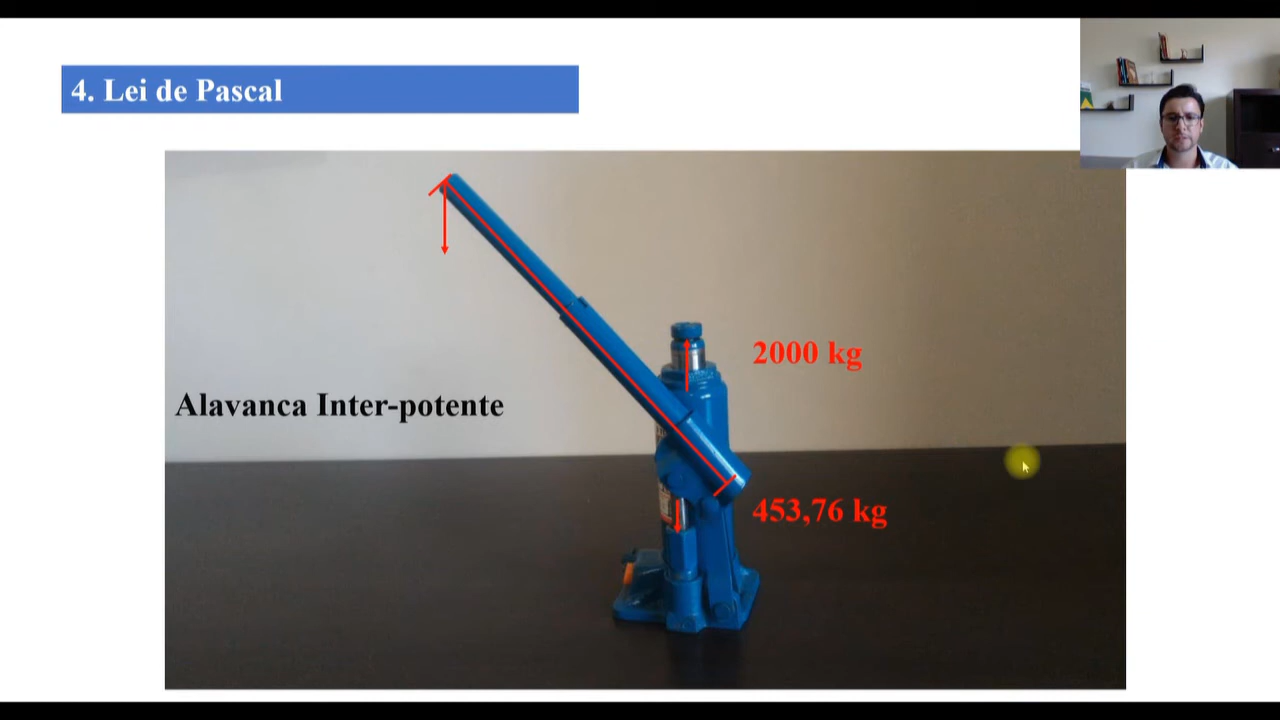 4. Lei de Pascal
2000 kg
Alavanca Inter-potente
453,76 kg